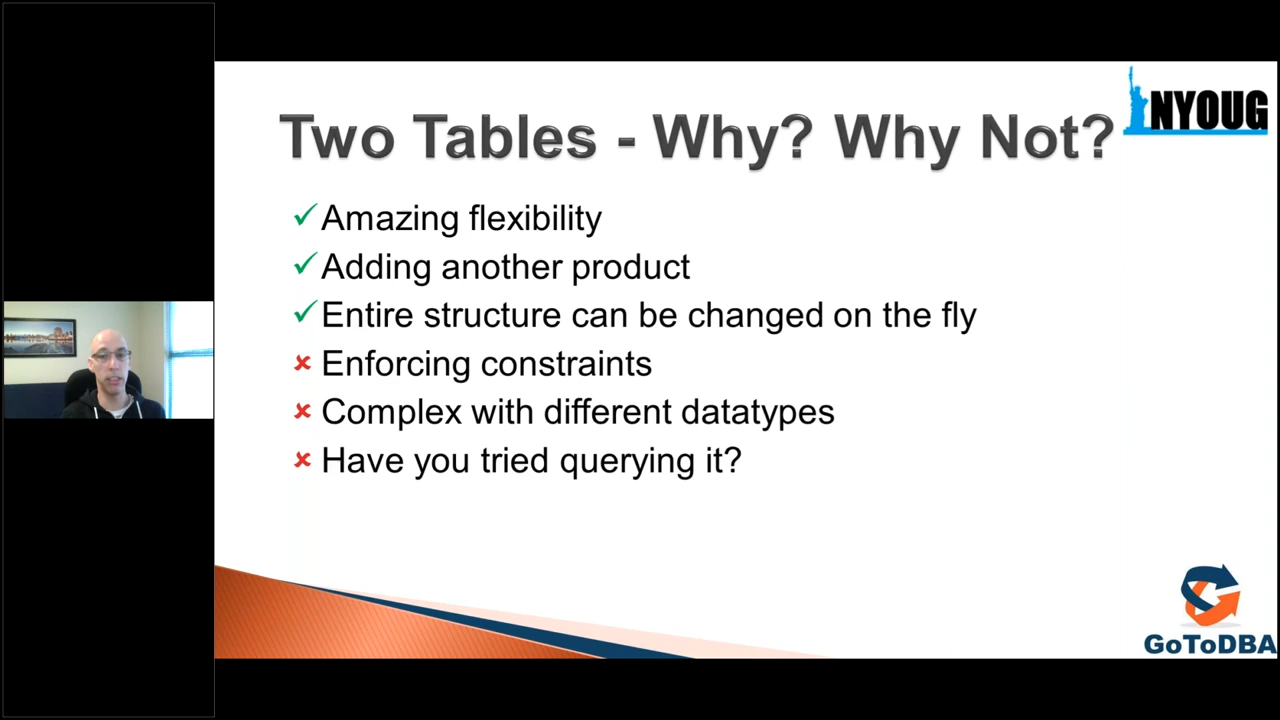 NYOUG
Two Tables - Why? Why Not?
Amazing flexibility
Adding another product
Entire structure can be changed on the fly
Enforcing constraints
Complex with different datatypes
Have you tried querying it?
GoToDBA